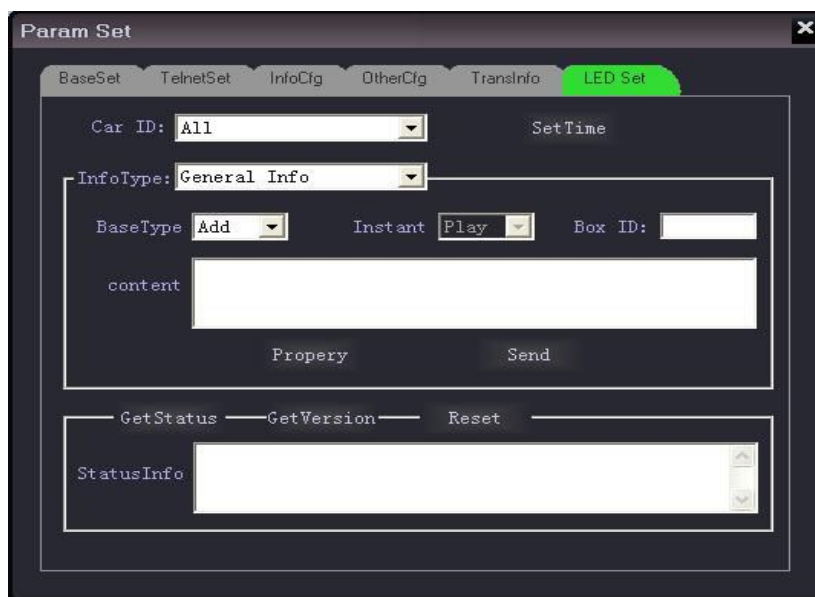 Param Set
BaseSet TelnetSet InfoCfg OtherCfg TransInfo LED Set
Car ID: All SetTime
InfoType: General Info
BaseType Add Instant Play Box ID:
content
Propery Send
GetStatus GetVersion Reset
StatusInfo